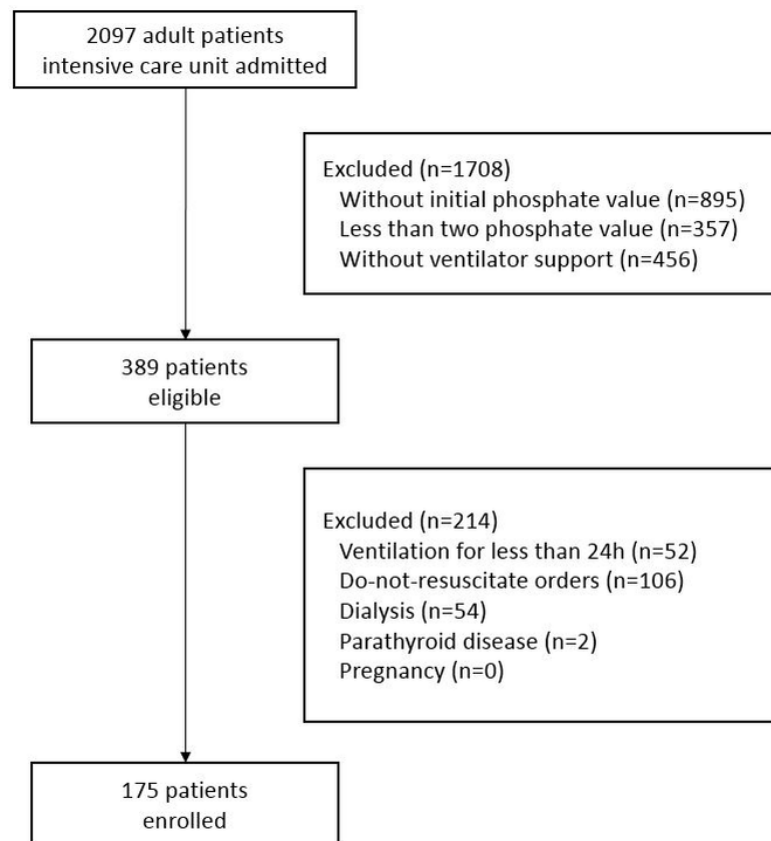 2097 adult patients
intensive care unit admitted
Excluded (n=1708)
Without initial phosphate value (n=895)
Less than two phosphate value (n=357)
Without ventilator support (n=456)
389 patients
eligible
Excluded (n=214)
Ventilation for less than 24h (n=52)
Do-not-resuscitate orders (n=106)
Dialysis (n=54)
Parathyroid disease (n=2)
Pregnancy (n=0)
175 patients
enrolled